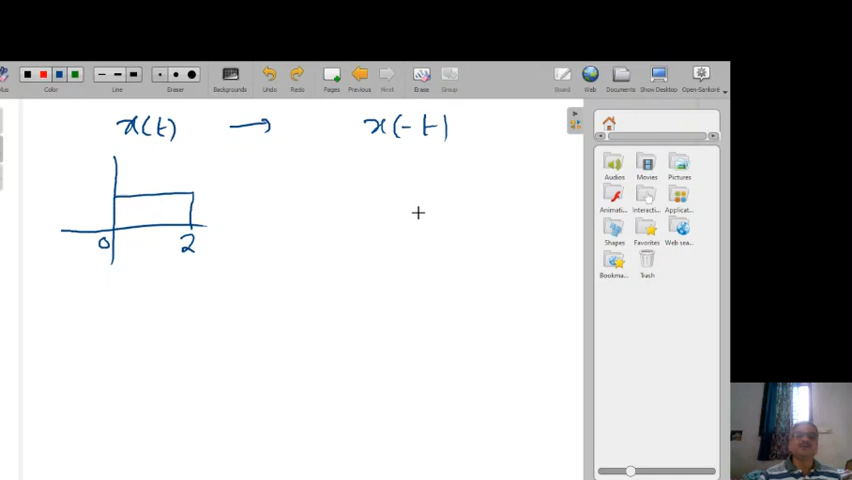 Color
Line
Eraser
Backgrounds
Undo
Redo
Pages
Previous
Next
Erase
Group
Board
Web
Documents
Show Desktop
Open-Sankoré
x(t) → x(-t)
0 2
Audios Movies Pictures
Animati... Interacti... Applicat...
Shapes Favorites Web sea...
Bookma... Trash